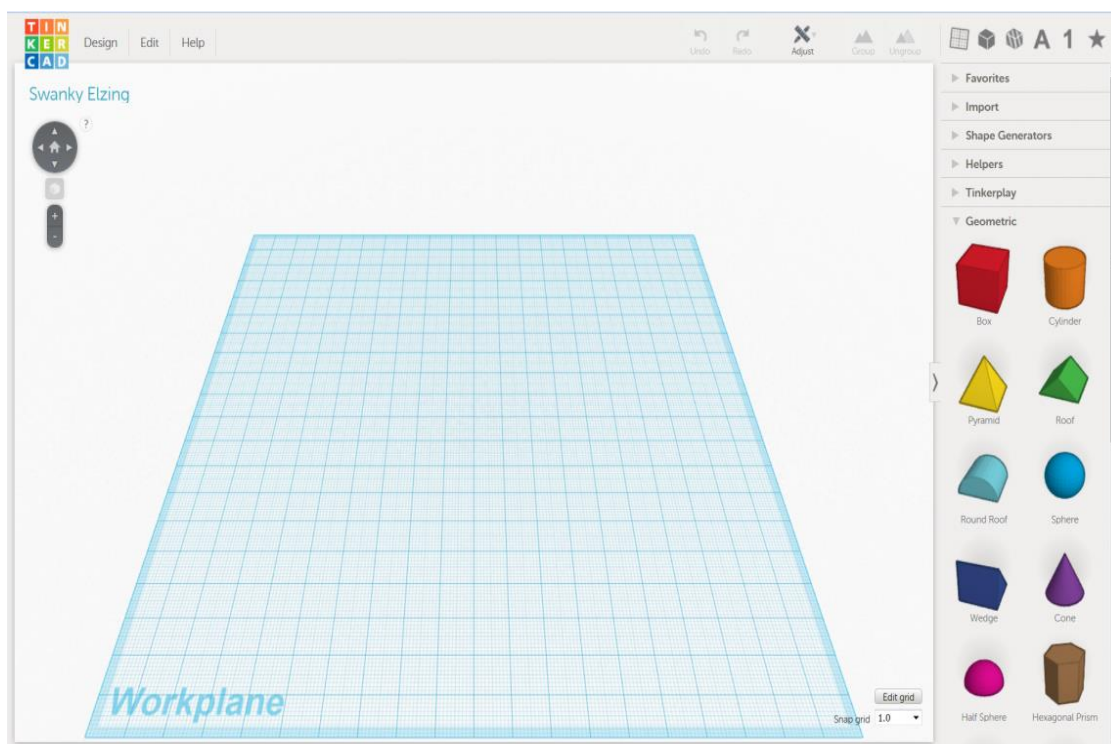 TIN
KER
CAD
Design Edit Help
Undo Redo Adjust Group Ungroup
A 1
Swanky Elzing
?
+
-
Favorites
Import
Shape Generators
Helpers
Tinkerplay
Geometric
Box Cylinder
Pyramid Roof
Round Roof Sphere
Wedge Cone
Half Sphere Hexagonal Prism
Workplane
Edit grid
Snap grid 1.0